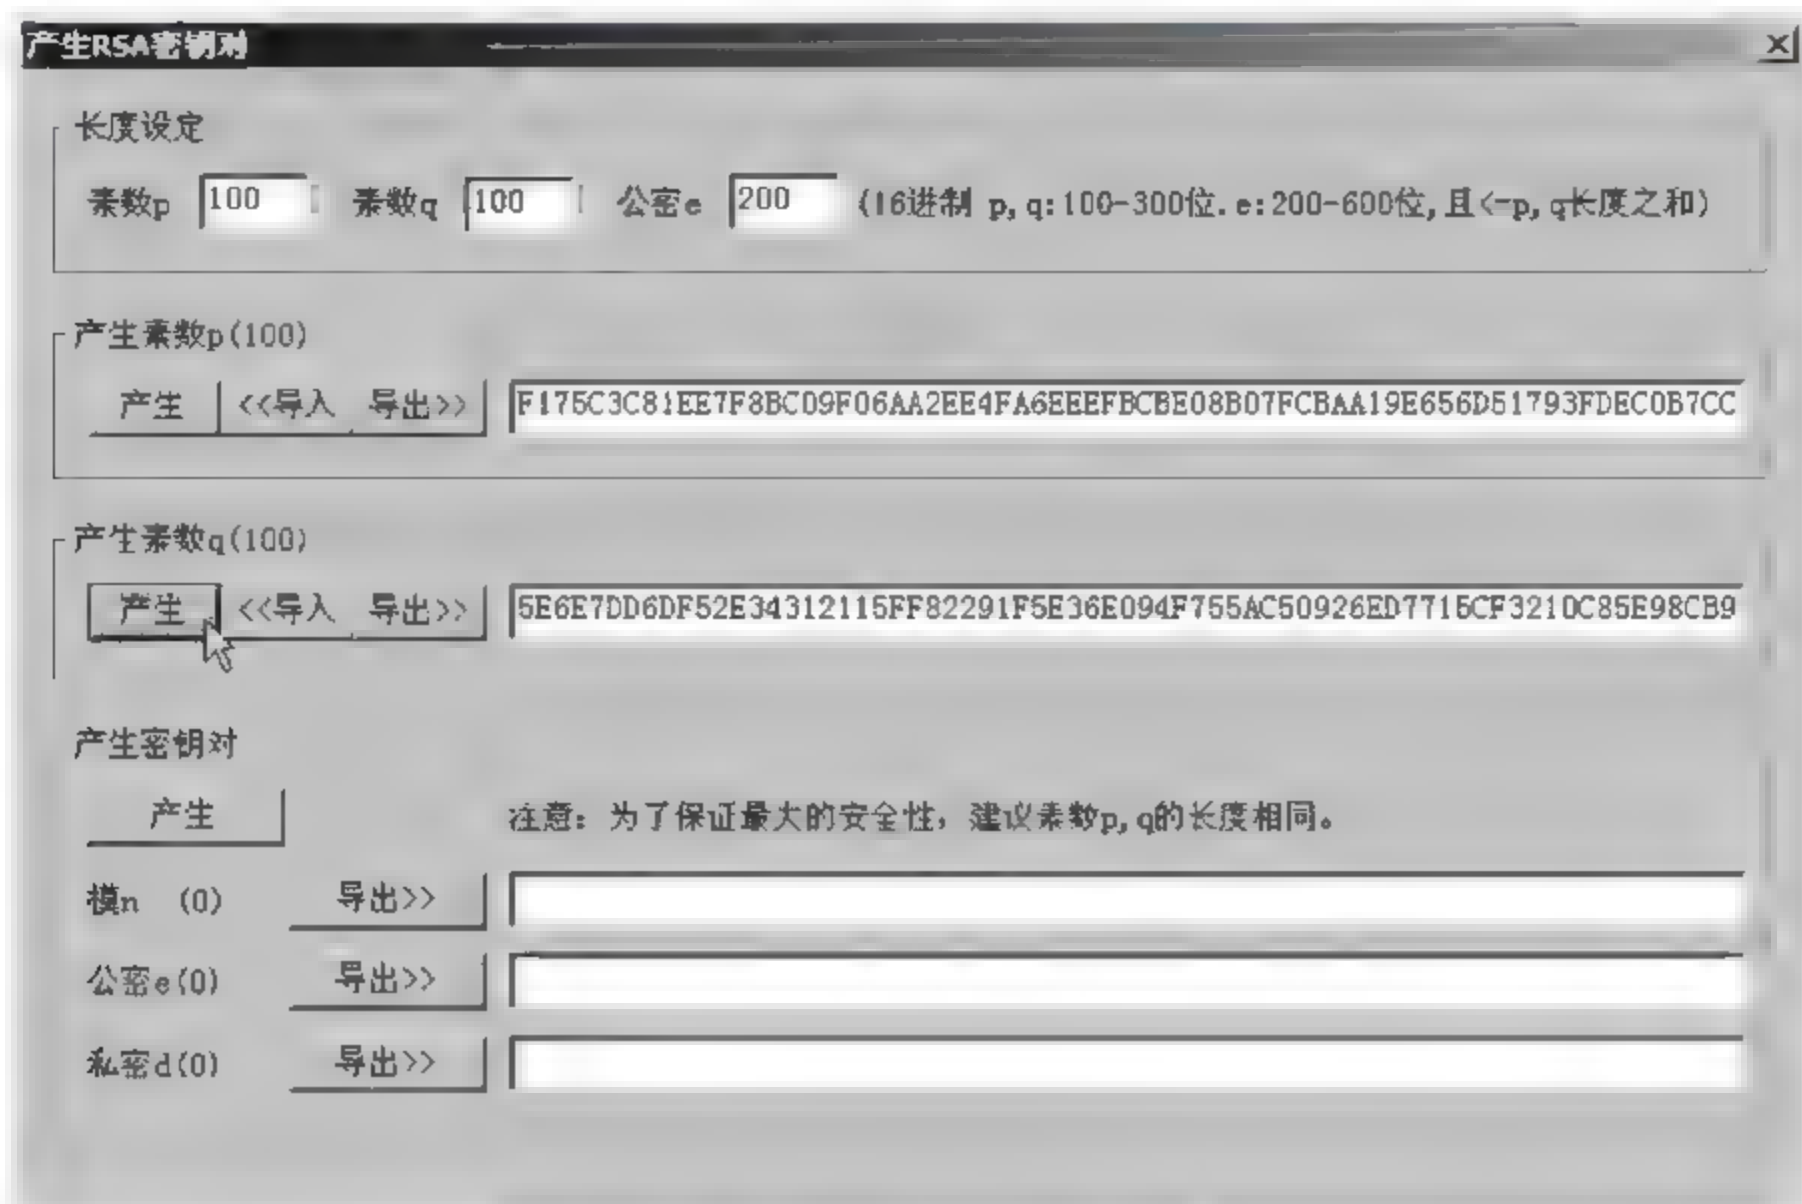 产生RSA密钥对
长度设定
素数p 100 素数q 100 公密e 200 (16进制 p,q:100-300位.e:200-600位,且<=p,q长度之和)
产生素数p(100)
产生 <<导入 导出>> F175C3C81EE7F8BC09F06AA2EE4FA6EEEFBCBE08B07FCBAA19E656D51793FDEC0B7CC
产生素数q(100)
产生 <<导入 导出>> 5E6E7DD6DF52E34312115FF82291F5E36E094F755AC50926ED7715CF3210C85E98CB9
产生密钥对
产生 注意：为了保证最大的安全性，建议素数p,q的长度相同。
模n (0) 导出>>
公密e(0) 导出>>
私密d(0) 导出>>